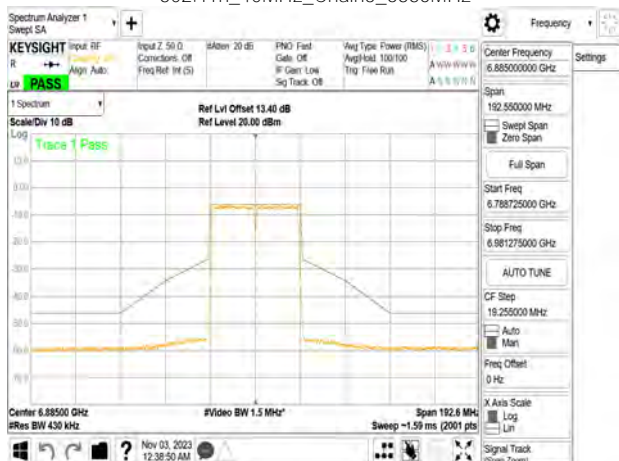 Spectrum Analyzer 1
Swept SA
+
Frequency
KEYSIGHT
R
PASS
Input: RF
Align: Auto
Input Z: 50 Ω
Corrections: Off
Freq Ref: Int (S)
#Atten: 20 dB
PNO: Fast
Gate: Off
IF Gain: Low
Sig Track: Off
Avg Type: Power (RMS)
Avg|Hold: 100/100
Trig: Free Run
Center Frequency
6.885000000 GHz
Settings
Span
192.550000 MHz
Swept Span
Zero Span
Full Span
Start Freq
6.788725000 GHz
Stop Freq
6.981275000 GHz
AUTO TUNE
CF Step
19.255000 MHz
Auto
Man
Freq Offset
0 Hz
X Axis Scale
Log
Lin
Signal Track
1 Spectrum
Scale/Div 10 dB
Log
Ref Lvl Offset 13.40 dB
Ref Level 20.00 dBm
Trace 1 Pass
Center 6.88500 GHz
#Res BW 430 kHz
#Video BW 1.5 MHz*
Span 192.6 MHz
Sweep ~1.59 ms (2001 pts
?
Nov 03, 2023
12:38:50 AM